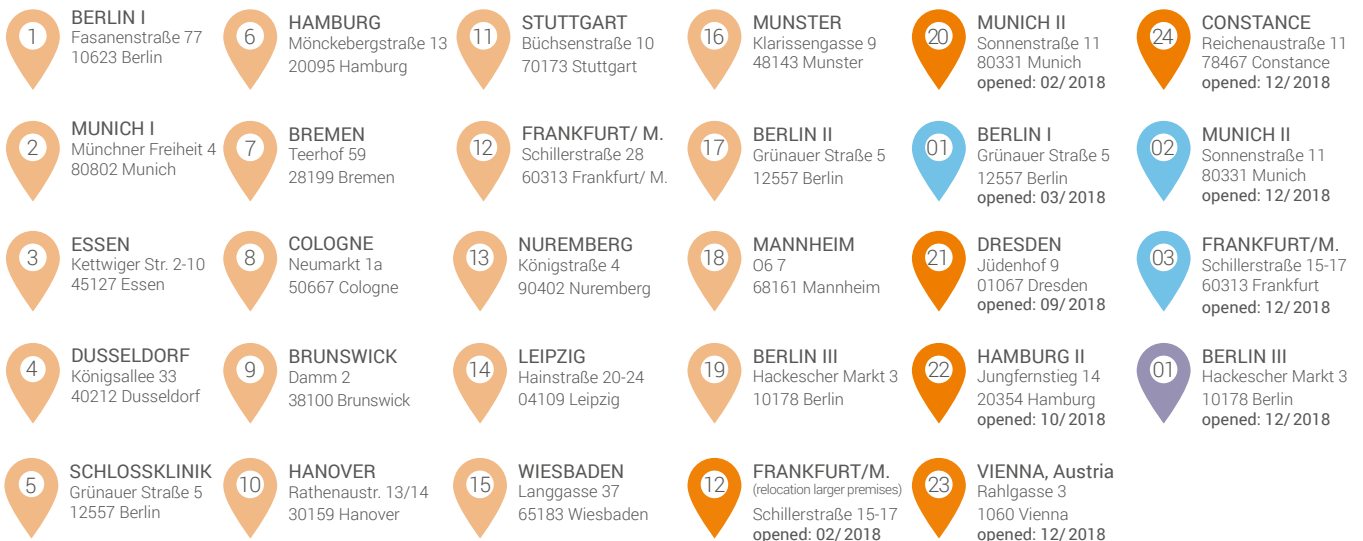 1
BERLIN I
Fasanenstraße 77
10623 Berlin
2
MUNICH I
Münchner Freiheit 4
80802 Munich
3
ESSEN
Kettwiger Str. 2-10
45127 Essen
4
DUSSELDORF
Königsallee 33
40212 Dusseldorf
5
SCHLOSSKLINIK
Grünauer Straße 5
12557 Berlin
6
HAMBURG
Mönckebergstraße 13
20095 Hamburg
7
BREMEN
Teerhof 59
28199 Bremen
8
COLOGNE
Neumarkt 1a
50667 Cologne
9
BRUNSWICK
Damm 2
38100 Brunswick
10
HANOVER
Rathenaustr. 13/14
30159 Hanover
11
STUTTGART
Büchsenstraße 10
70173 Stuttgart
12
FRANKFURT/ M.
Schillerstraße 28
60313 Frankfurt/ M.
13
NUREMBERG
Königstraße 4
90402 Nuremberg
14
LEIPZIG
Hainstraße 20-24
04109 Leipzig
15
WIESBADEN
Langgasse 37
65183 Wiesbaden
16
MUNSTER
Klarissengasse 9
48143 Munster
17
BERLIN II
Grünauer Straße 5
12557 Berlin
18
MANNHEIM
O6 7
68161 Mannheim
19
BERLIN III
Hackescher Markt 3
10178 Berlin
12
FRANKFURT/M.
(relocation larger premises)
Schillerstraße 15-17
opened: 02/ 2018
20
MUNICH II
Sonnenstraße 11
80331 Munich
opened: 02/ 2018
01
BERLIN I
Grünauer Straße 5
12557 Berlin
opened: 03/ 2018
21
DRESDEN
Jüdenhof 9
01067 Dresden
opened: 09/ 2018
22
HAMBURG II
Jungfernstieg 14
20354 Hamburg
opened: 10/ 2018
23
VIENNA, Austria
Rahlgasse 3
1060 Vienna
opened: 12/ 2018
24
CONSTANCE
Reichenaustraße 11
78467 Constance
opened: 12/ 2018
02
MUNICH II
Sonnenstraße 11
80331 Munich
opened: 12/ 2018
03
FRANKFURT/M.
Schillerstraße 15-17
60313 Frankfurt
opened: 12/ 2018
01
BERLIN III
Hackescher Markt 3
10178 Berlin
opened: 12/ 2018